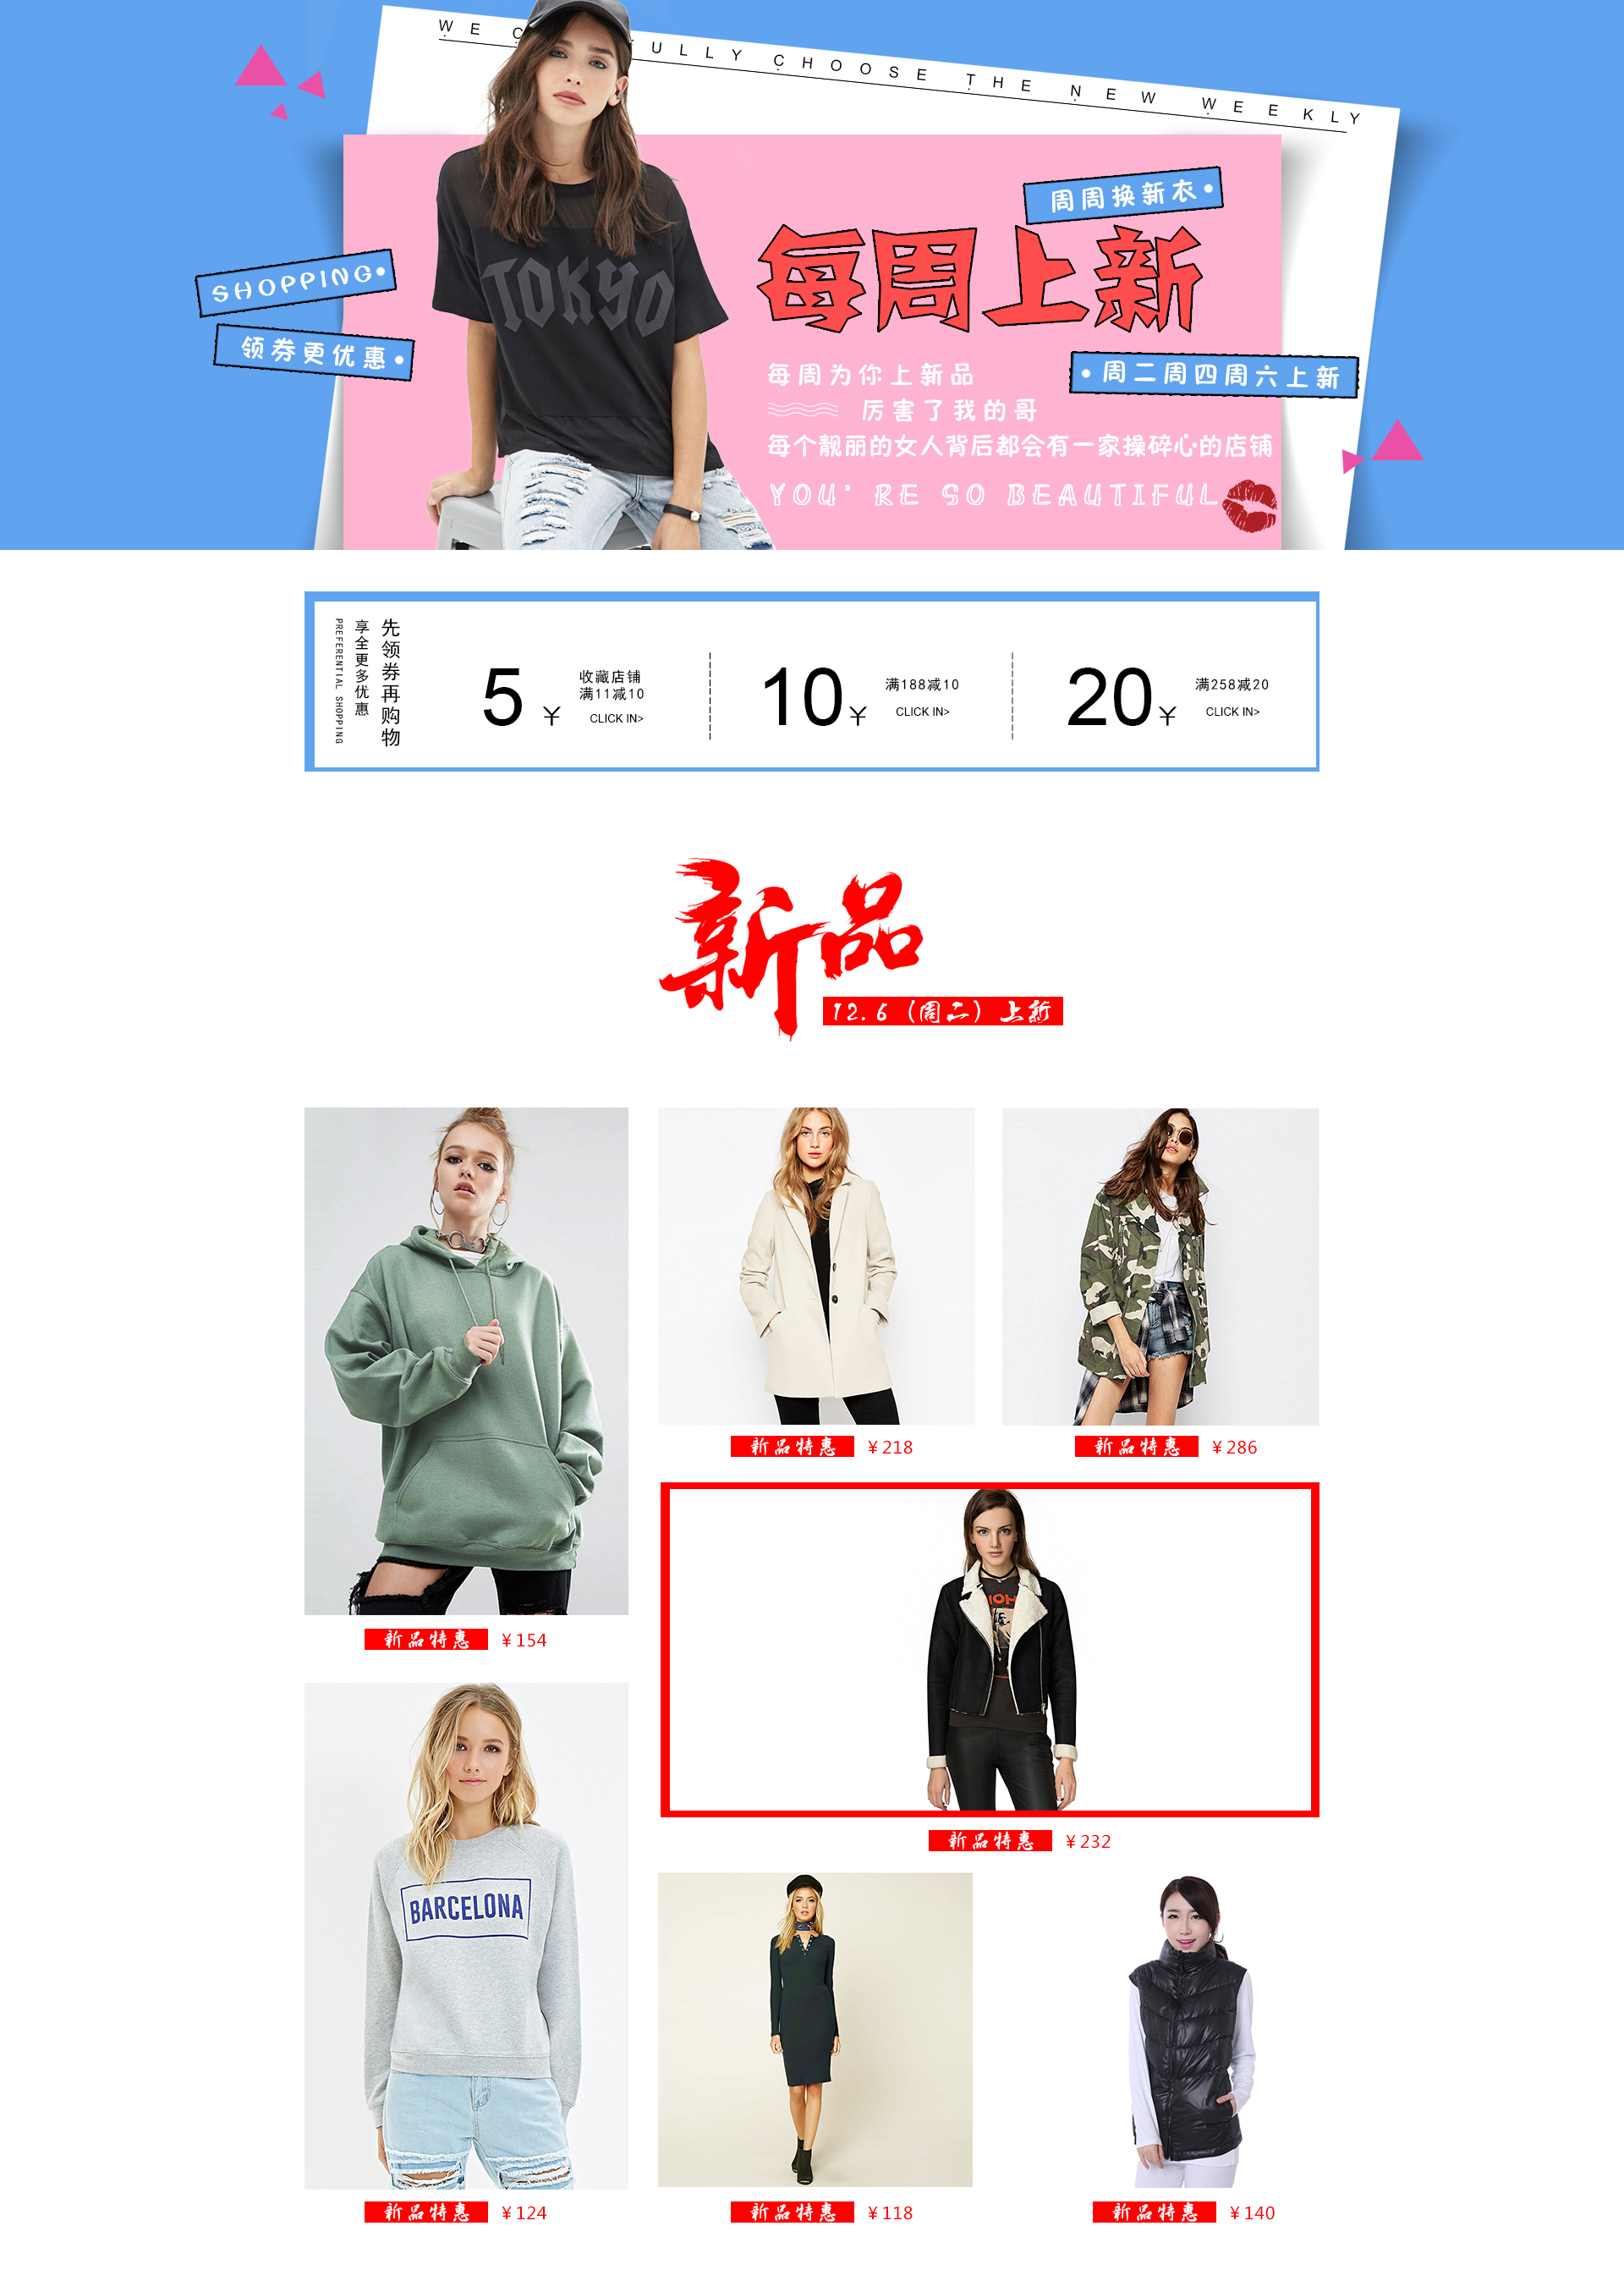 WE C FULLY CHOOSE THE NEW WEEKLY
周周换新衣
SHOPPING
领券更优惠
TOKYO
每周上新
周二周四周六上新
每周为你上新品
厉害了我的哥
每个靓丽的女人背后都会有一家操碎心的店铺
YOU' RE SO BEAUTIFUL
先领券再购物
享全更多优惠
PREFERENTIAL SHOPPING
5 ¥
收藏店铺
满11减10
CLICK IN>
10 ¥
满188减10
CLICK IN>
20 ¥
满258减20
CLICK IN>
新品
12.6 (周二) 上新
新品特惠 ¥218
新品特惠 ¥286
新品特惠 ¥154
新品特惠 ¥232
BARCELONA
新品特惠 ¥124
新品特惠 ¥118
新品特惠 ¥140